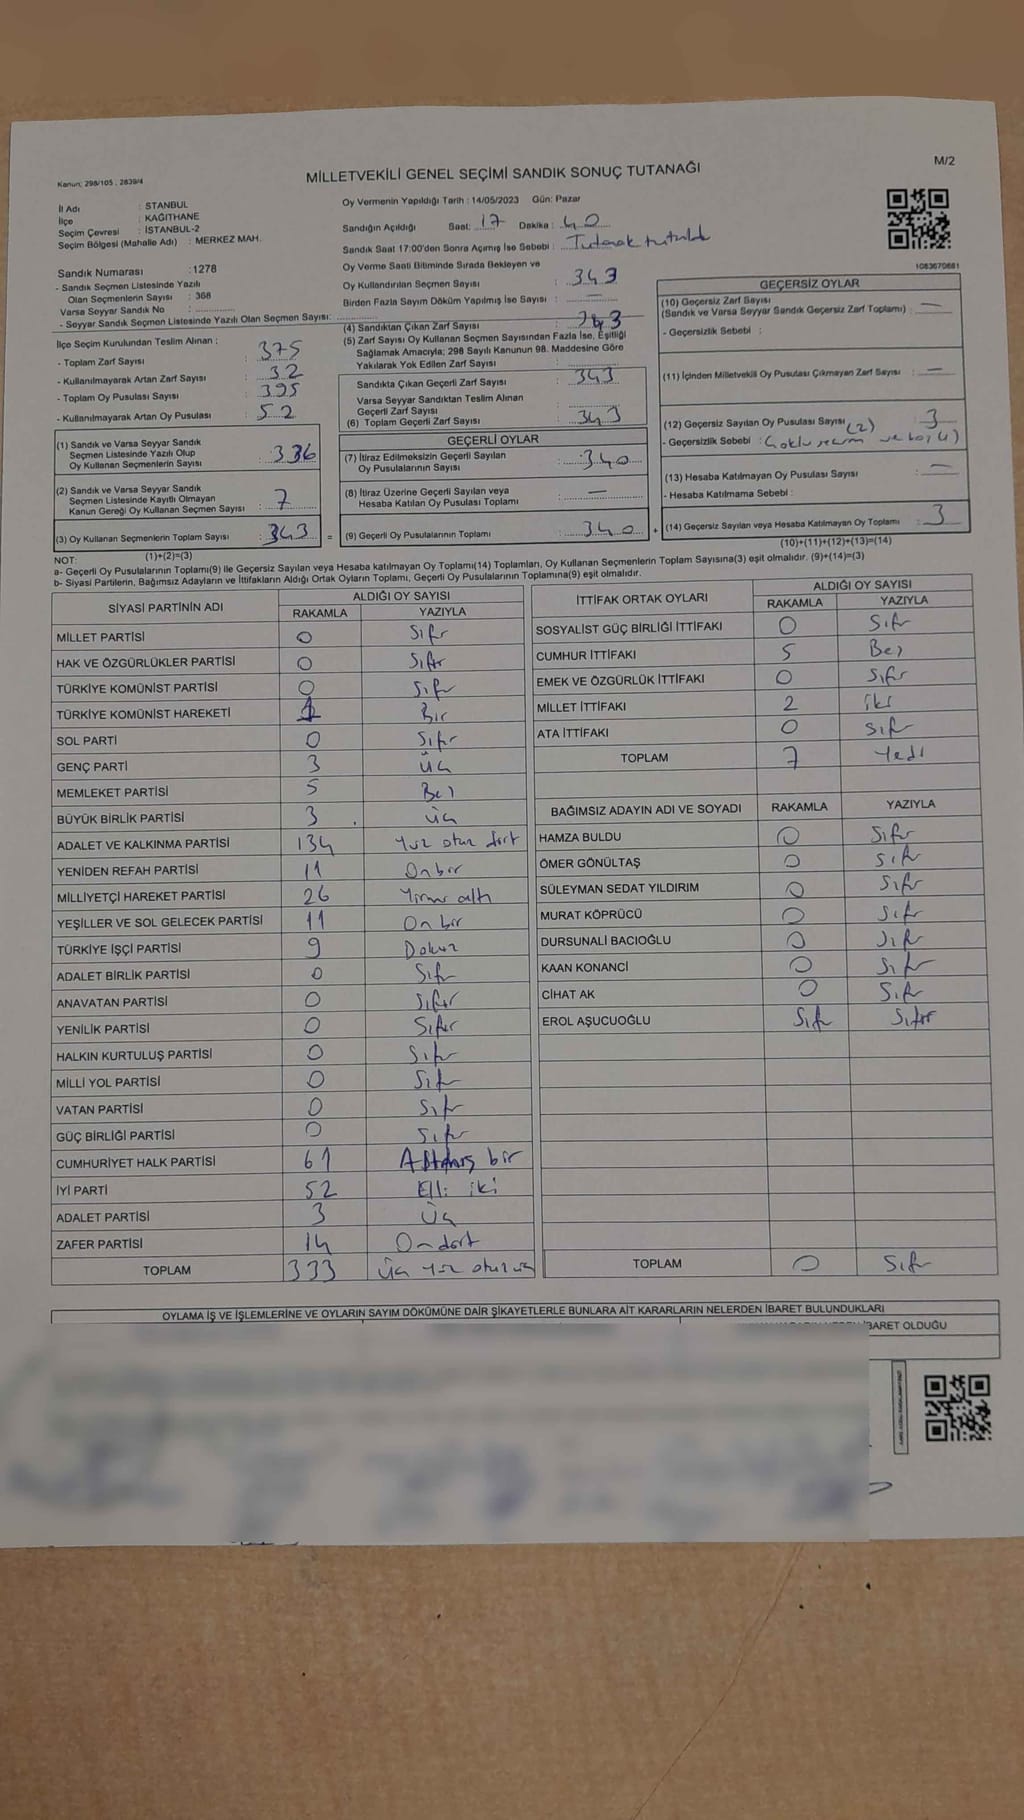 Kanun: 298/105 , 2839/4
MİLLETVEKİLİ GENEL SEÇİMİ SANDIK SONUÇ TUTANAĞI
M/2
İl Adı : STANBUL
İlçe : KAĞITHANE
Seçim Çevresi : İSTANBUL-2
Seçim Bölgesi (Mahalle Adı) : MERKEZ MAH.
Sandık Numarası :1278
- Sandık Seçmen Listesinde Yazılı
Olan Seçmenlerin Sayısı : 368
Varsa Seyyar Sandık No :
- Seyyar Sandık Seçmen Listesinde Yazılı Olan Seçmen Sayısı:
Oy Vermenin Yapıldığı Tarih : 14/05/2023 Gün: Pazar
Sandığın Açıldığı Saat: 17 Dakika : 40
Sandık Saat 17:00'den Sonra Açımış İse Sebebi : Tutanak tutuldu
Oy Verme Saati Bitiminde Sırada Bekleyen ve
Oy Kullandırılan Seçmen Sayısı : 343
Birden Fazla Sayım Döküm Yapılmış İse Sayısı : —
1083670681
İlçe Seçim Kurulundan Teslim Alınan ;
- Toplam Zarf Sayısı : 375
- Kullanılmayarak Artan Zarf Sayısı : 32
- Toplam Oy Pusulası Sayısı : 395
- Kullanılmayarak Artan Oy Pusulası : 52
(1) Sandık ve Varsa Seyyar Sandık
Seçmen Listesinde Yazılı Olup
Oy Kullanan Seçmenlerin Sayısı : 336
(2) Sandık ve Varsa Seyyar Sandık
Seçmen Listesinde Kayıtlı Olmayan
Kanun Gereği Oy Kullanan Seçmen Sayısı : 7
(3) Oy Kullanan Seçmenlerin Toplam Sayısı : 343 =
(1)+(2)=(3)
(4) Sandıktan Çıkan Zarf Sayısı : 343
(5) Zarf Sayısı Oy Kullanan Seçmen Sayısından Fazla İse, Eşitliği
Sağlamak Amacıyla; 298 Sayılı Kanunun 98. Maddesine Göre
Yakılarak Yok Edilen Zarf Sayısı
Sandıkta Çıkan Geçerli Zarf Sayısı : 343
Varsa Seyyar Sandıktan Teslim Alınan
Geçerli Zarf Sayısı
(6) Toplam Geçerli Zarf Sayısı : 343
GEÇERLİ OYLAR
(7) İtiraz Edilmeksizin Geçerli Sayılan
Oy Pusulalarının Sayısı : 340
(8) İtiraz Üzerine Geçerli Sayılan veya
Hesaba Katılan Oy Pusulası Toplamı : —
(9) Geçerli Oy Pusulalarının Toplamı : 340 +
GEÇERSİZ OYLAR
(10) Geçersiz Zarf Sayısı
(Sandık ve Varsa Seyyar Sandık Geçersiz Zarf Toplamı) : —
- Geçersizlik Sebebi :
(11) İçinden Milletvekili Oy Pusulası Çıkmayan Zarf Sayısı : —
(12) Geçersiz Sayılan Oy Pusulası Sayısı : 3
- Geçersizlik Sebebi : Çoklu seçim (2) ve boş (1)
(13) Hesaba Katılmayan Oy Pusulası Sayısı : —
- Hesaba Katılmama Sebebi :
(14) Geçersiz Sayılan veya Hesaba Katılmayan Oy Toplamı : 3
(10)+(11)+(12)+(13)=(14)
NOT:
a- Geçerli Oy Pusulalarının Toplamı(9) ile Geçersiz Sayılan veya Hesaba katılmayan Oy Toplamı(14) Toplamları, Oy Kullanan Seçmenlerin Toplam Sayısına(3) eşit olmalıdır. (9)+(14)=(3)
b- Siyasi Partilerin, Bağımsız Adayların ve İttifakların Aldığı Ortak Oyların Toplamı, Geçerli Oy Pusulalarının Toplamına(9) eşit olmalıdır.
SİYASİ PARTİNİN ADI ALDIĞI OY SAYISI
RAKAMLA YAZIYLA
MİLLET PARTİSİ 0 Sıfır
HAK VE ÖZGÜRLÜKLER PARTİSİ 0 Sıfır
TÜRKİYE KOMÜNİST PARTİSİ 0 Sıfır
TÜRKİYE KOMÜNİST HAREKETİ 1 Bir
SOL PARTİ 0 Sıfır
GENÇ PARTİ 3 Üç
MEMLEKET PARTİSİ 5 Beş
BÜYÜK BİRLİK PARTİSİ 3 Üç
ADALET VE KALKINMA PARTİSİ 134 Yüz otuz dört
YENİDEN REFAH PARTİSİ 11 On bir
MİLLİYETÇİ HAREKET PARTİSİ 26 Yirmi altı
YEŞİLLER VE SOL GELECEK PARTİSİ 11 On bir
TÜRKİYE İŞÇİ PARTİSİ 9 Dokuz
ADALET BİRLİK PARTİSİ 0 Sıfır
ANAVATAN PARTİSİ 0 Sıfır
YENİLİK PARTİSİ 0 Sıfır
HALKIN KURTULUŞ PARTİSİ 0 Sıfır
MİLLİ YOL PARTİSİ 0 Sıfır
VATAN PARTİSİ 0 Sıfır
GÜÇ BİRLİĞİ PARTİSİ 0 Sıfır
CUMHURİYET HALK PARTİSİ 61 Altmış bir
İYİ PARTİ 52 Elli iki
ADALET PARTİSİ 3 Üç
ZAFER PARTİSİ 14 On dört
TOPLAM 333 Üç yüz otuz üç
İTTİFAK ORTAK OYLARI ALDIĞI OY SAYISI
RAKAMLA YAZIYLA
SOSYALİST GÜÇ BİRLİĞİ İTTİFAKI 0 Sıfır
CUMHUR İTTİFAKI 5 Beş
EMEK VE ÖZGÜRLÜK İTTİFAKI 0 Sıfır
MİLLET İTTİFAKI 2 iki
ATA İTTİFAKI 0 Sıfır
TOPLAM 7 Yedi
BAĞIMSIZ ADAYIN ADI VE SOYADI RAKAMLA YAZIYLA
HAMZA BULDU 0 Sıfır
ÖMER GÖNÜLTAŞ 0 Sıfır
SÜLEYMAN SEDAT YILDIRIM 0 Sıfır
MURAT KÖPRÜCÜ 0 Sıfır
DURSUNALİ BACIOĞLU 0 Sıfır
KAAN KONANCİ 0 Sıfır
CİHAT AK 0 Sıfır
EROL AŞUCUOĞLU Sıfır Sıfır
TOPLAM 0 Sıfır
OYLAMA İŞ VE İŞLEMLERİNE VE OYLARIN SAYIM DÖKÜMÜNE DAİR ŞİKAYETLERLE BUNLARA AİT KARARLARIN NELERDEN İBARET BULUNDUKLARI
İBARET OLDUĞU